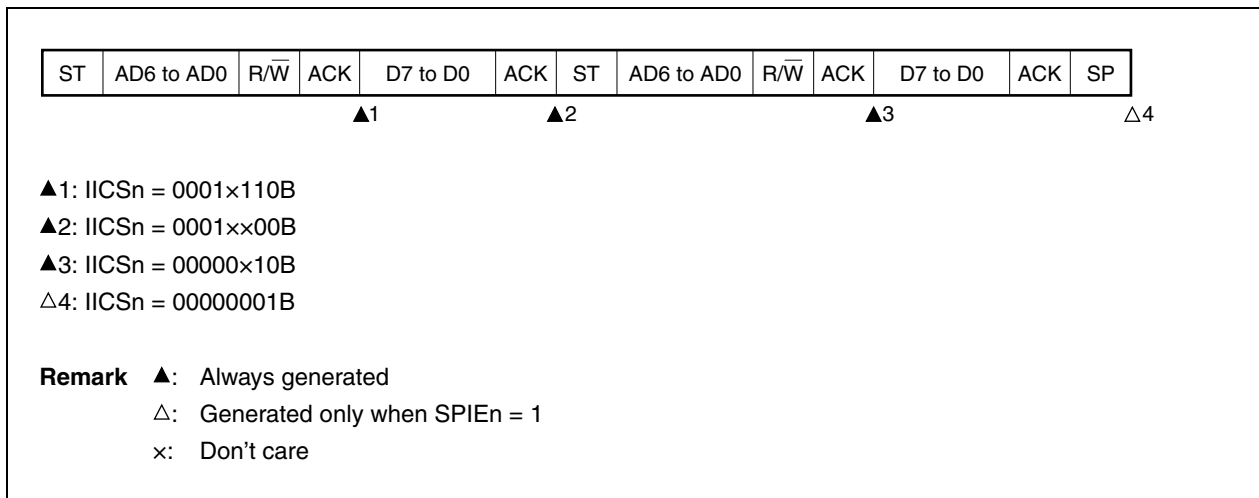 ST AD6 to AD0 R/W̅ ACK D7 to D0 ACK ST AD6 to AD0 R/W̅ ACK D7 to D0 ACK SP
▲1 ▲2 ▲3 △4
▲1: IICSn = 0001×110B
▲2: IICSn = 0001××00B
▲3: IICSn = 00000×10B
△4: IICSn = 00000001B
Remark ▲: Always generated
△: Generated only when SPIEn = 1
×: Don't care